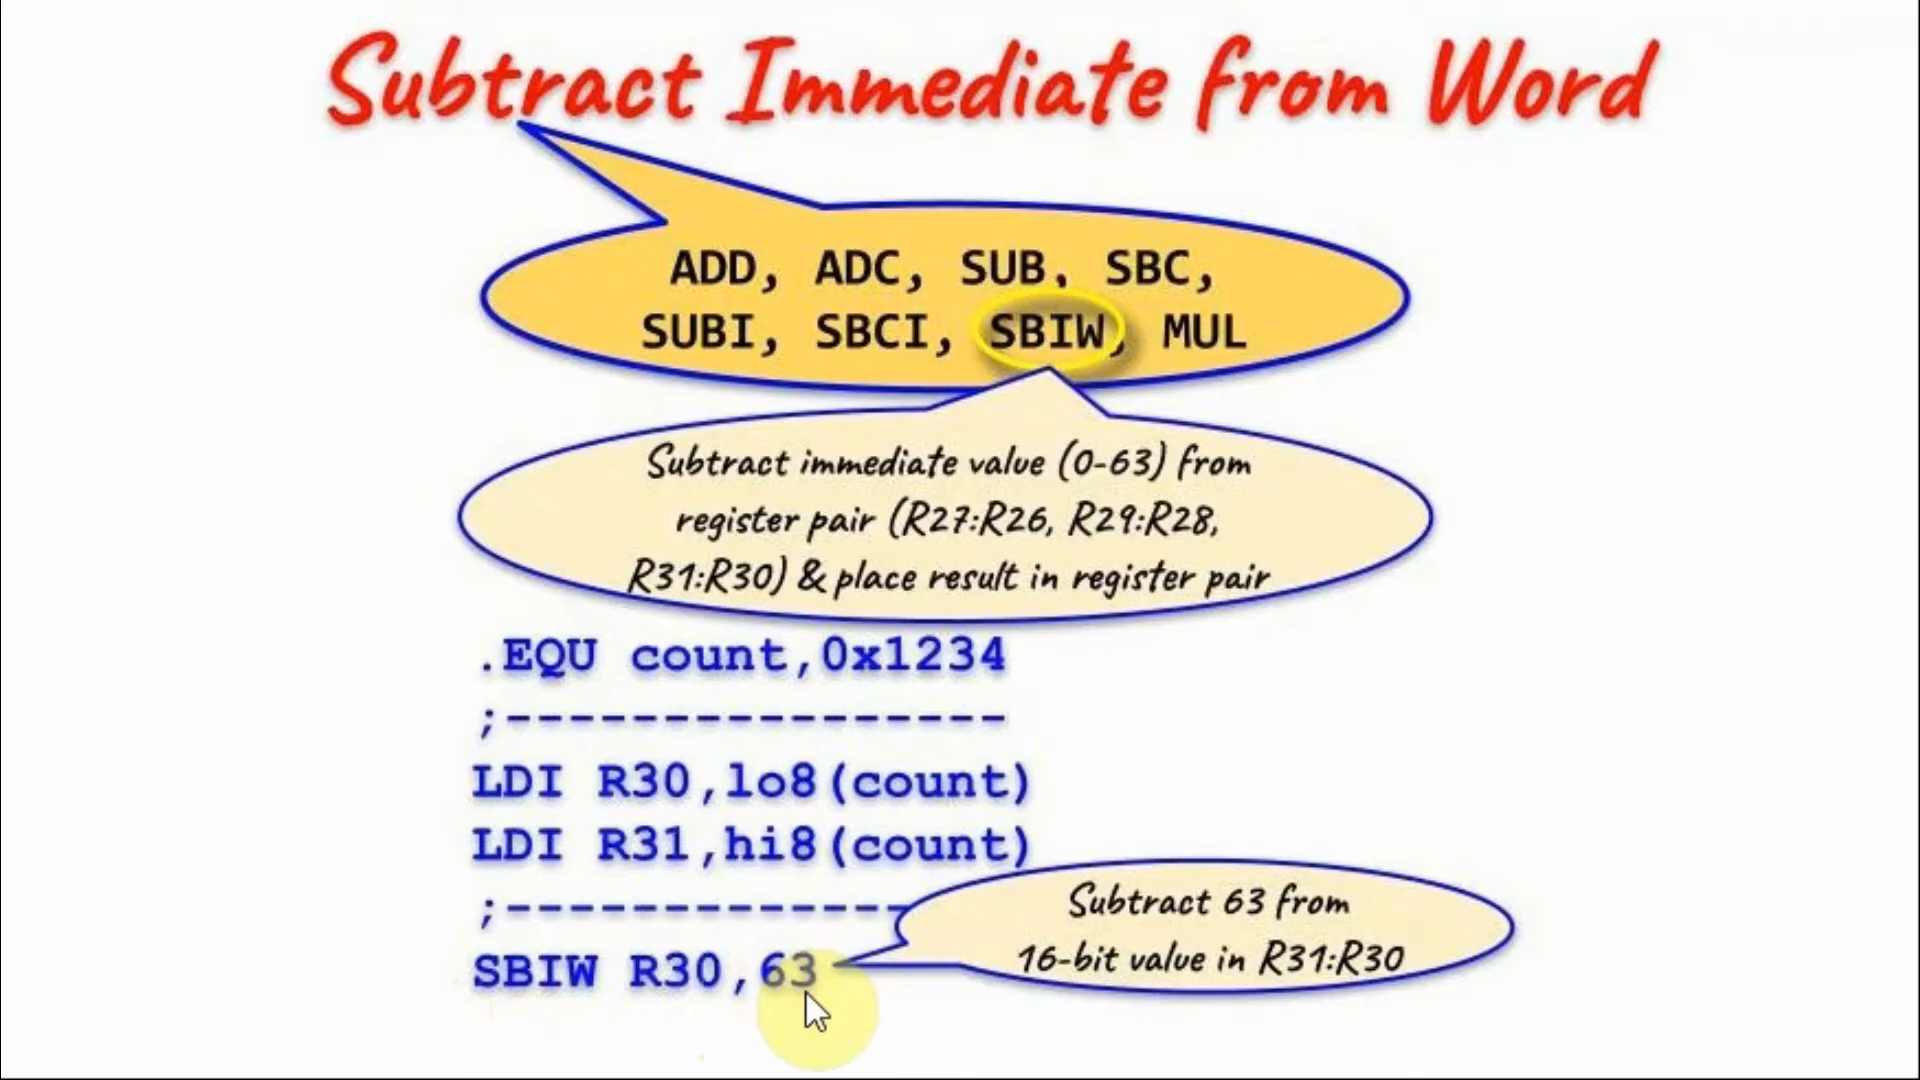 Subtract Immediate from Word
ADD, ADC, SUB, SBC,
SUBI, SBCI, SBIW, MUL
Subtract immediate value (0-63) from
register pair (R27:R26, R29:R28,
R31:R30) & place result in register pair
.EQU count,0x1234
;----------------
LDI R30,lo8(count)
LDI R31,hi8(count)
;-------------
SBIW R30,63
Subtract 63 from
16-bit value in R31:R30